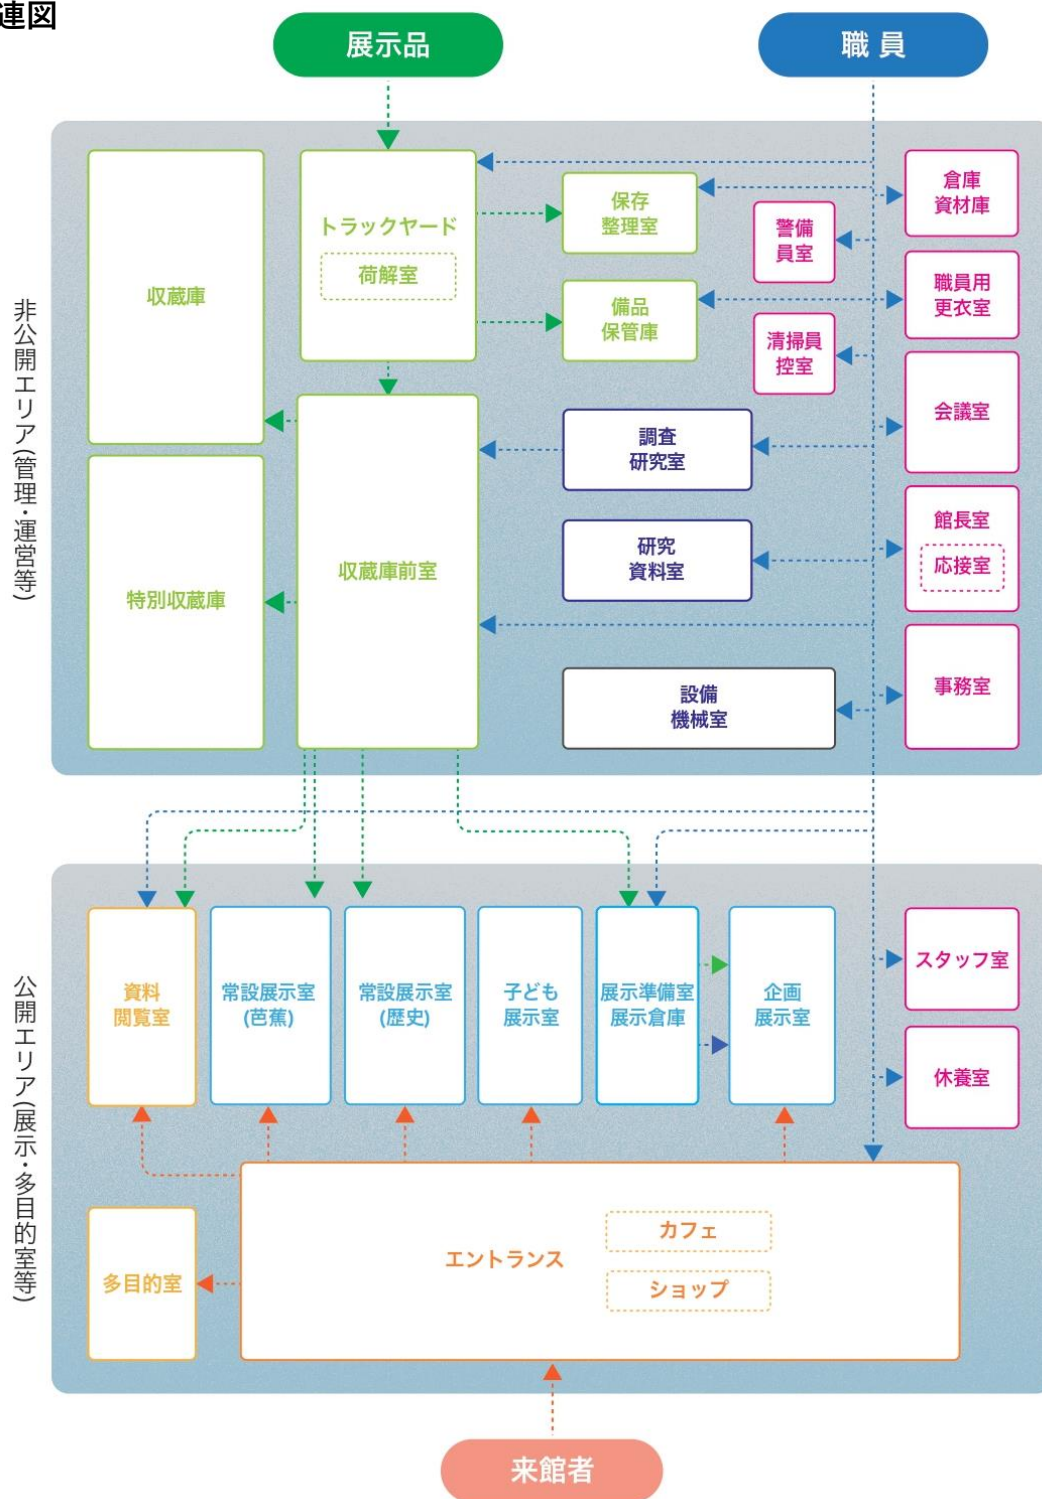 連図
展示品
職員
非公開エリア(管理・運営等)
収蔵庫
トラックヤード
荷解室
保存
整理室
備品
保管庫
警備
員室
清掃員
控室
倉庫
資材庫
職員用
更衣室
会議室
館長室
応接室
事務室
特別収蔵庫
収蔵庫前室
調査
研究室
研究
資料室
設備
機械室
公開エリア(展示・多目的室等)
資料
閲覧室
常設展示室
(芭蕉)
常設展示室
(歴史)
子ども
展示室
展示準備室
展示倉庫
企画
展示室
スタッフ室
休養室
多目的室
エントランス
カフェ
ショップ
来館者